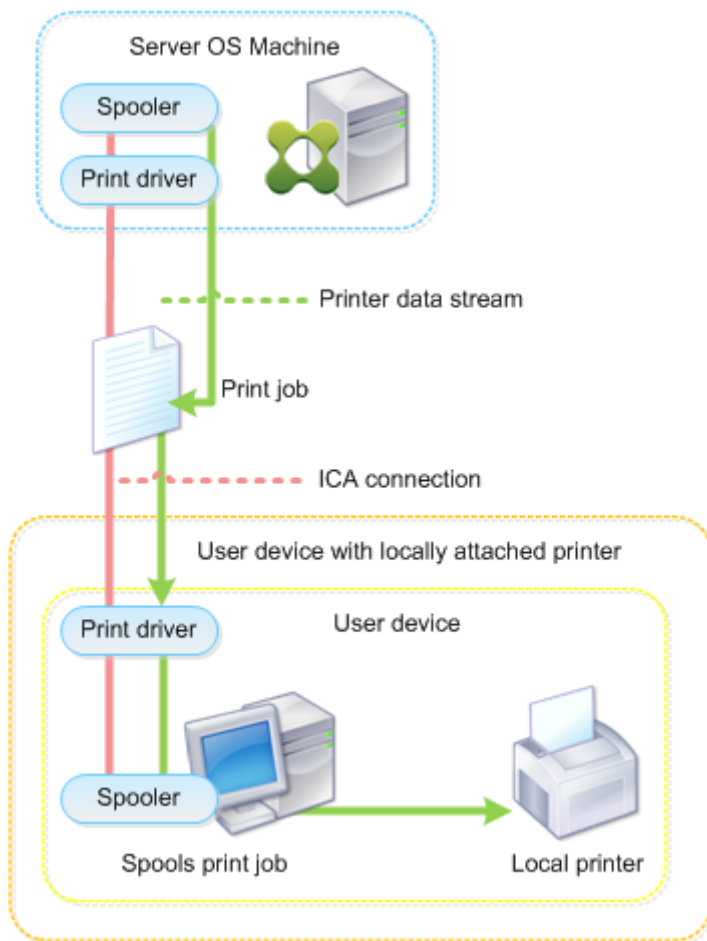 Server OS Machine
Spooler
Print driver
Printer data stream
Print job
ICA connection
User device with locally attached printer
Print driver
User device
Spooler
Spools print job
Local printer